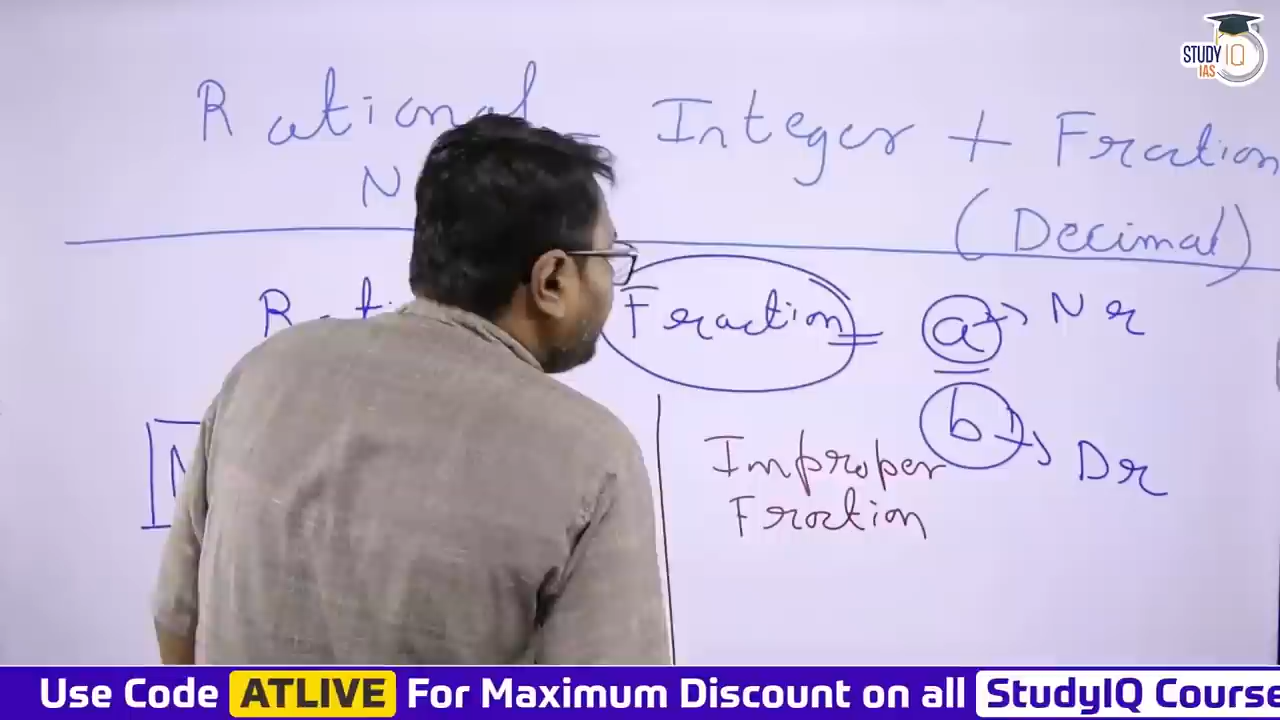 STUDY IQ
IAS
Rational = Integer + Fraction
N
(Decimal)
Fraction = a → Nr
b → Dr
Improper
Fraction
Use Code ATLIVE For Maximum Discount on all StudyIQ Course